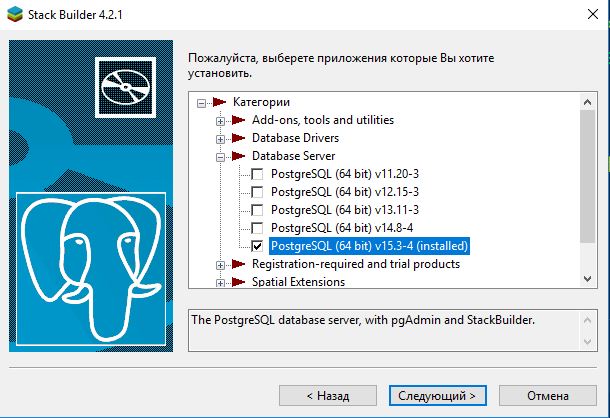 Stack Builder 4.2.1
Пожалуйста, выберете приложения которые Вы хотите
установить.
Категории
Add-ons, tools and utilities
Database Drivers
Database Server
PostgreSQL (64 bit) v11.20-3
PostgreSQL (64 bit) v12.15-3
PostgreSQL (64 bit) v13.11-3
PostgreSQL (64 bit) v14.8-4
PostgreSQL (64 bit) v15.3-4 (installed)
Registration-required and trial products
Spatial Extensions
The PostgreSQL database server, with pgAdmin and StackBuilder.
< Назад
Следующий >
Отмена